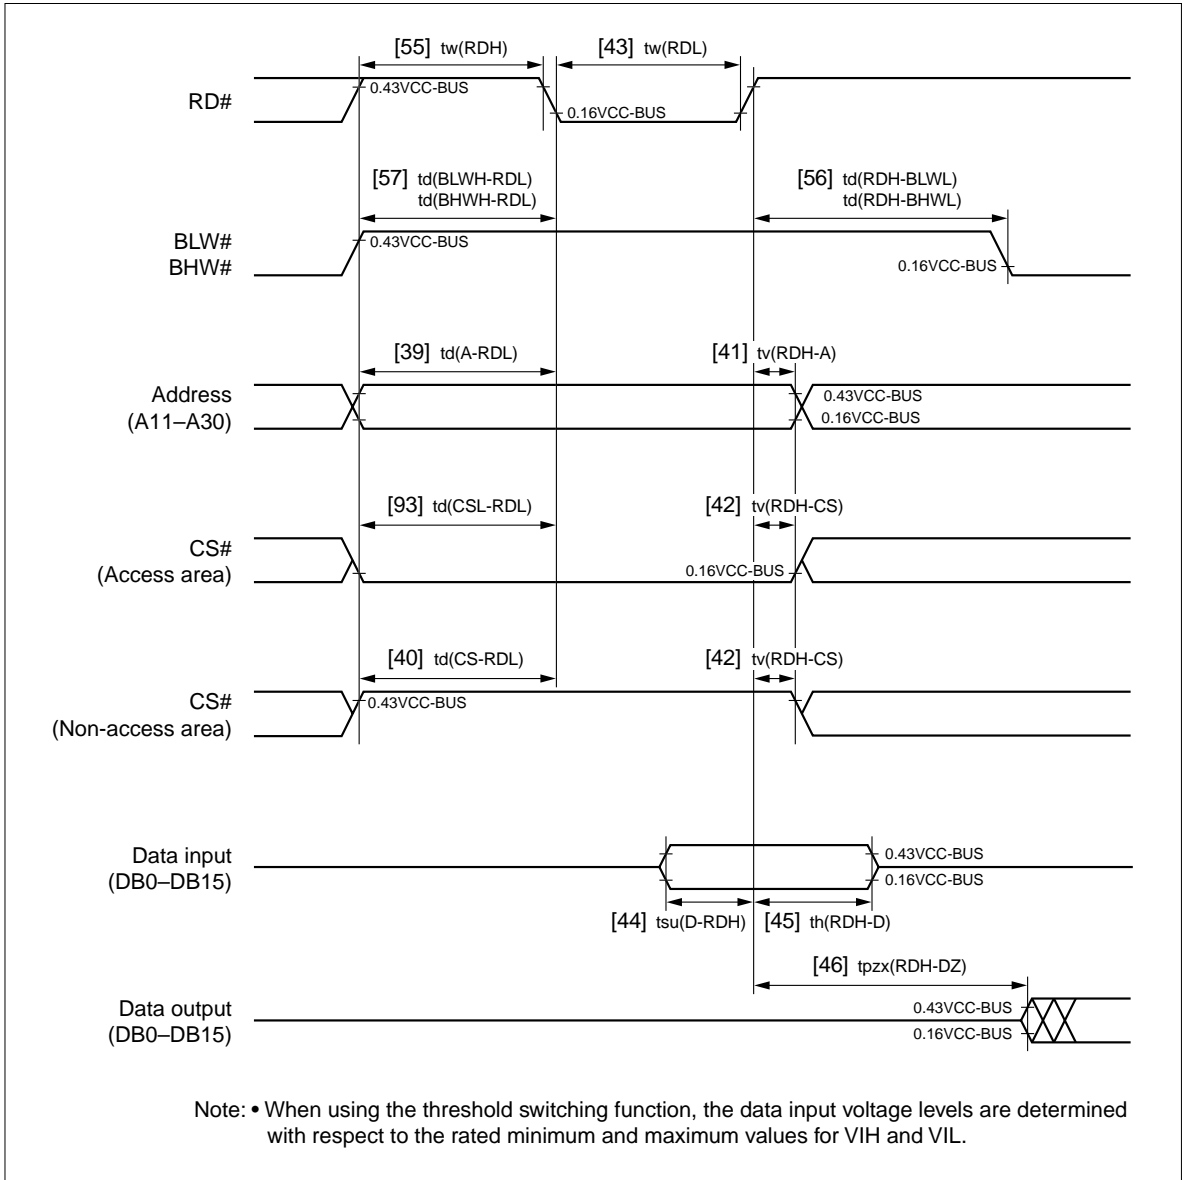 [55] tw(RDH)
[43] tw(RDL)
RD#
0.43VCC-BUS
0.16VCC-BUS
[57] td(BLWH-RDL)
td(BHWH-RDL)
[56] td(RDH-BLWL)
td(RDH-BHWL)
BLW#
BHW#
0.43VCC-BUS
0.16VCC-BUS
[39] td(A-RDL)
[41] tv(RDH-A)
Address
(A11–A30)
0.43VCC-BUS
0.16VCC-BUS
[93] td(CSL-RDL)
[42] tv(RDH-CS)
CS#
(Access area)
0.16VCC-BUS
[40] td(CS-RDL)
[42] tv(RDH-CS)
CS#
(Non-access area)
0.43VCC-BUS
Data input
(DB0–DB15)
0.43VCC-BUS
0.16VCC-BUS
[44] tsu(D-RDH)
[45] th(RDH-D)
[46] tpzx(RDH-DZ)
Data output
(DB0–DB15)
0.43VCC-BUS
0.16VCC-BUS
Note: • When using the threshold switching function, the data input voltage levels are determined
with respect to the rated minimum and maximum values for VIH and VIL.